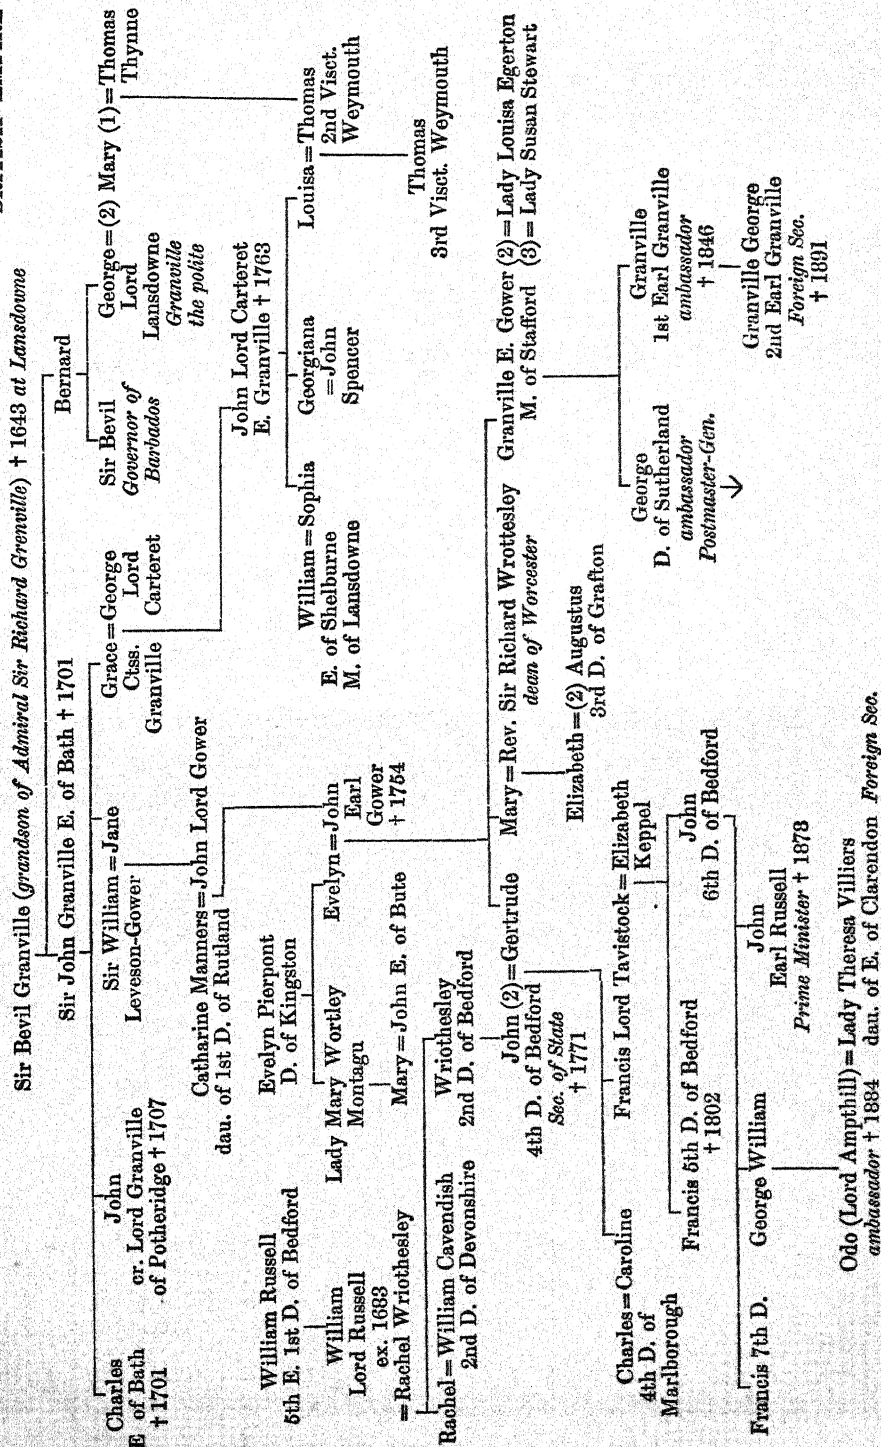 Sir Bevil Granville (grandson of Admiral Sir Richard Grenville) † 1643 at Lansdowne
Sir John Granville E. of Bath † 1701
Bernard
Charles
E of Bath
† 1701
John
cr. Lord Granville
of Potheridge † 1707
Sir William=Jane
Leveson-Gower
Grace=George
Ctss. Lord
Granville Carteret
Sir Bevil
Governor of
Barbados
George=(2) Mary (1)=Thomas
Lord Thynne
Lansdowne
Granville
the polite
Catharine Manners=John Lord Gower
dau. of 1st D. of Rutland
John Lord Carteret
E. Granville † 1763
William Russell
5th E. 1st D. of Bedford
Evelyn Pierpont
D. of Kingston
William=Sophia
E. of Shelburne
M. of Lansdowne
Georgiana
=John
Spencer
Louisa=Thomas
2nd Visct.
Weymouth
William
Lord Russell
ex. 1683
=Rachel Wriothesley
Lady Mary Wortley
Montagu
Evelyn=John
Earl
Gower
† 1754
Mary=John E. of Bute
Thomas
3rd Visct. Weymouth
Rachel=William Cavendish
2nd D. of Devonshire
Wriothesley
2nd D. of Bedford
John (2)=Gertrude
4th D. of Bedford
Sec. of State
† 1771
Mary=Rev. Sir Richard Wrottesley
dean of Worcester
Granville E. Gower (2)=Lady Louisa Egerton
M. of Stafford (3)=Lady Susan Stewart
Elizabeth=(2) Augustus
3rd D. of Grafton
Charles=Caroline
4th D. of
Marlborough
Francis Lord Tavistock=Elizabeth
Keppel
George
D. of Sutherland
ambassador
Postmaster-Gen.
Granville
1st Earl Granville
ambassador
† 1846
Francis 5th D. of Bedford
† 1802
John
6th D. of Bedford
Granville George
2nd Earl Granville
Foreign Sec.
† 1891
Francis 7th D.
George William
John
Earl Russell
Prime Minister † 1878
Odo (Lord Ampthill)=Lady Theresa Villiers
ambassador † 1884 dau. of E. of Clarendon Foreign Sec.